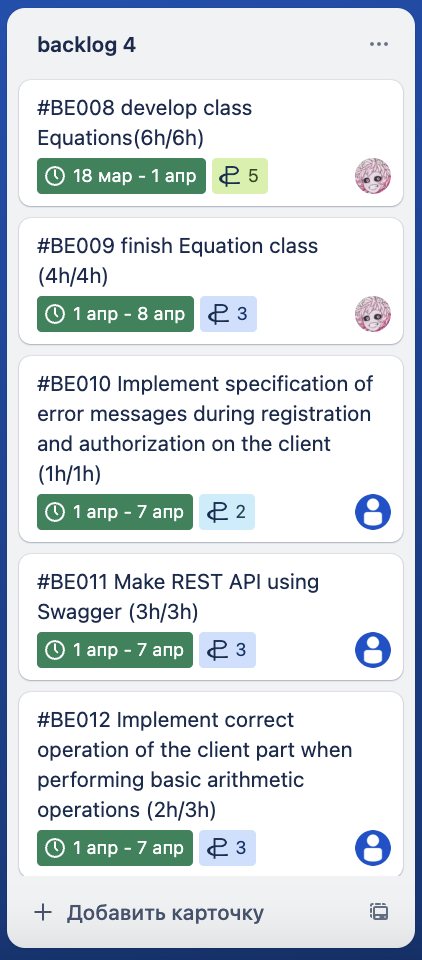 backlog 4
#BE008 develop class
Equations(6h/6h)
18 мар - 1 апр 5
#BE009 finish Equation class
(4h/4h)
1 апр - 8 апр 3
#BE010 Implement specification of
error messages during registration
and authorization on the client
(1h/1h)
1 апр - 7 апр 2
#BE011 Make REST API using
Swagger (3h/3h)
1 апр - 7 апр 3
#BE012 Implement correct
operation of the client part when
performing basic arithmetic
operations (2h/3h)
1 апр - 7 апр 3
Добавить карточку